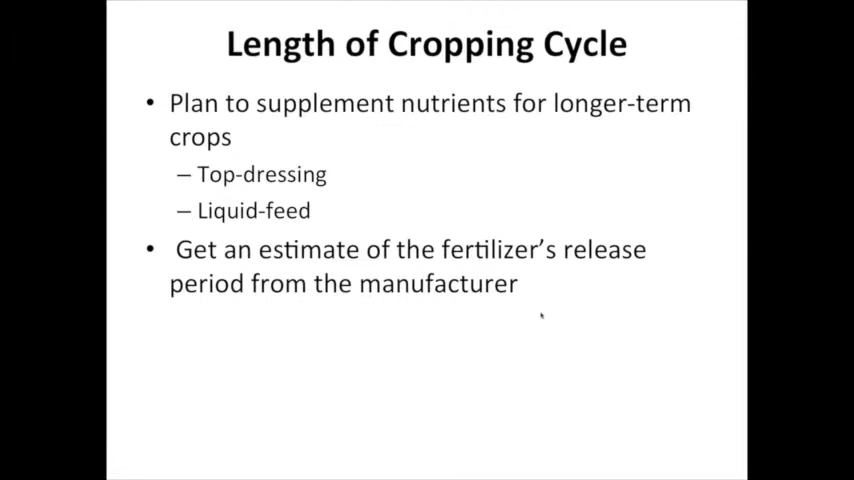 Length of Cropping Cycle
• Plan to supplement nutrients for longer-term
crops
– Top-dressing
– Liquid-feed
• Get an estimate of the fertilizer's release
period from the manufacturer